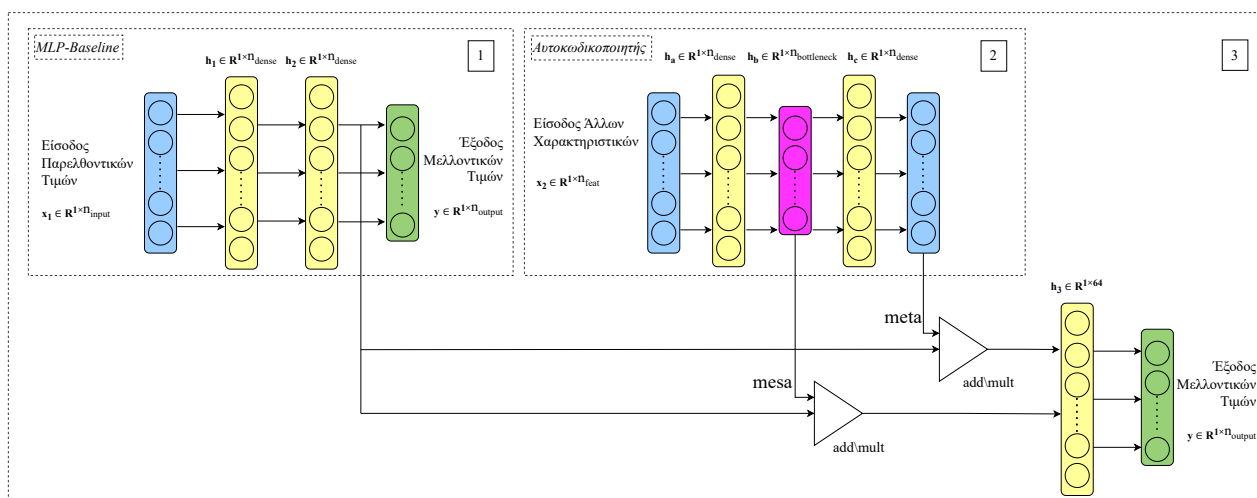 MLP-Baseline
1
h₁ ∈ R¹ˣⁿdense
h₂ ∈ R¹ˣⁿdense
Είσοδος
Παρελθοντικών
Τιμών
x₁ ∈ R¹ˣⁿinput
Έξοδος
Μελλοντικών
Τιμών
y ∈ R¹ˣⁿoutput
Αυτοκωδικοποιητής
2
hₐ ∈ R¹ˣⁿdense
h_b ∈ R¹ˣⁿbottleneck
h_c ∈ R¹ˣⁿdense
Είσοδος Άλλων
Χαρακτηριστικών
x₂ ∈ R¹ˣⁿfeat
3
meta
add\mult
mesa
add\mult
h₃ ∈ R¹ˣ⁶⁴
Έξοδος
Μελλοντικών
Τιμών
y ∈ R¹ˣⁿoutput